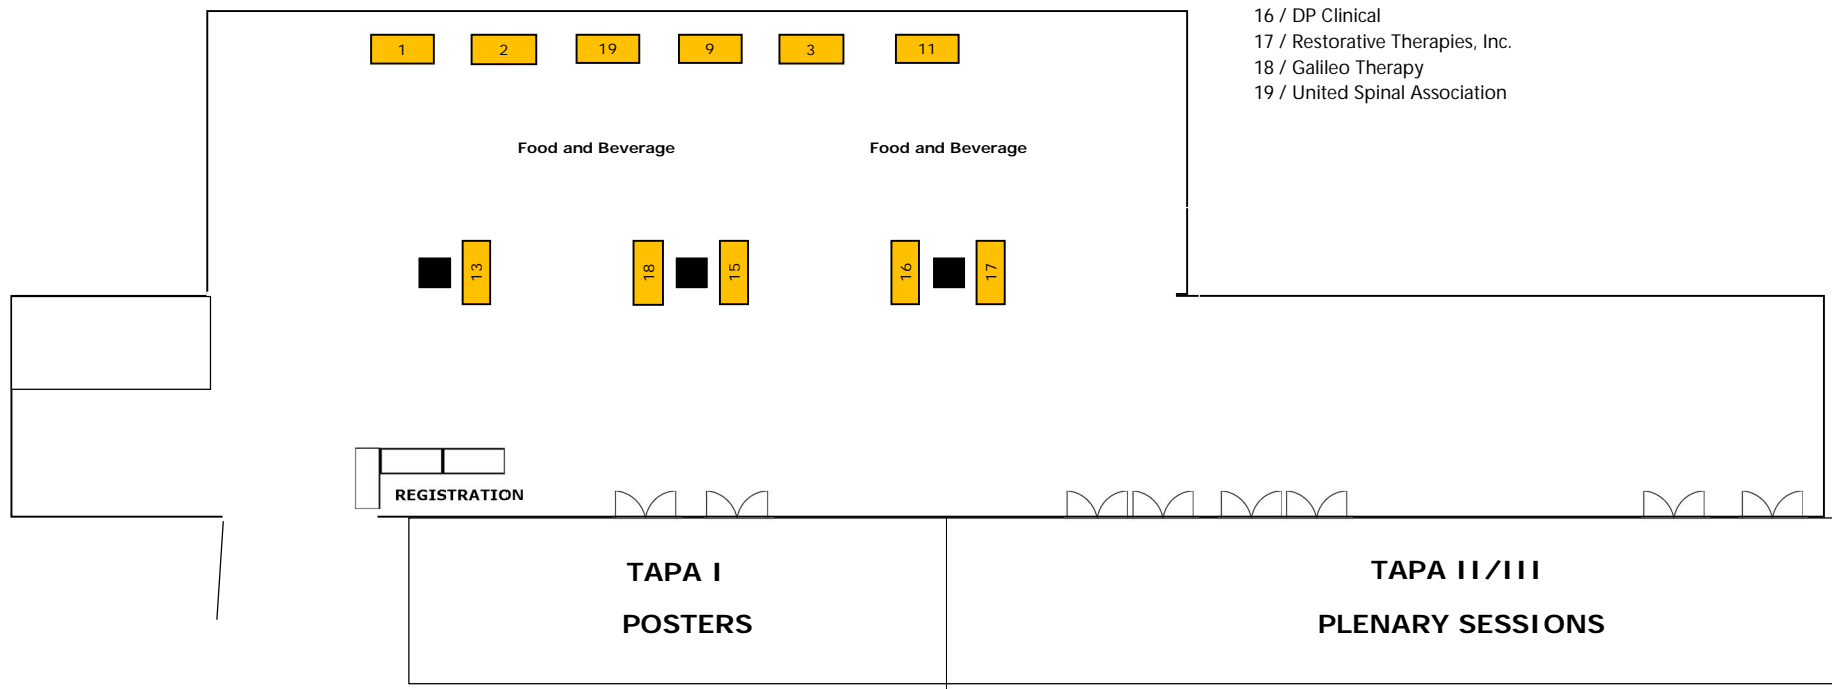 16 / DP Clinical
17 / Restorative Therapies, Inc.
18 / Galileo Therapy
19 / United Spinal Association
1 2 19 9 3 11
Food and Beverage Food and Beverage
13 18 15 16 17
REGISTRATION
TAPA I
POSTERS
TAPA II/III
PLENARY SESSIONS